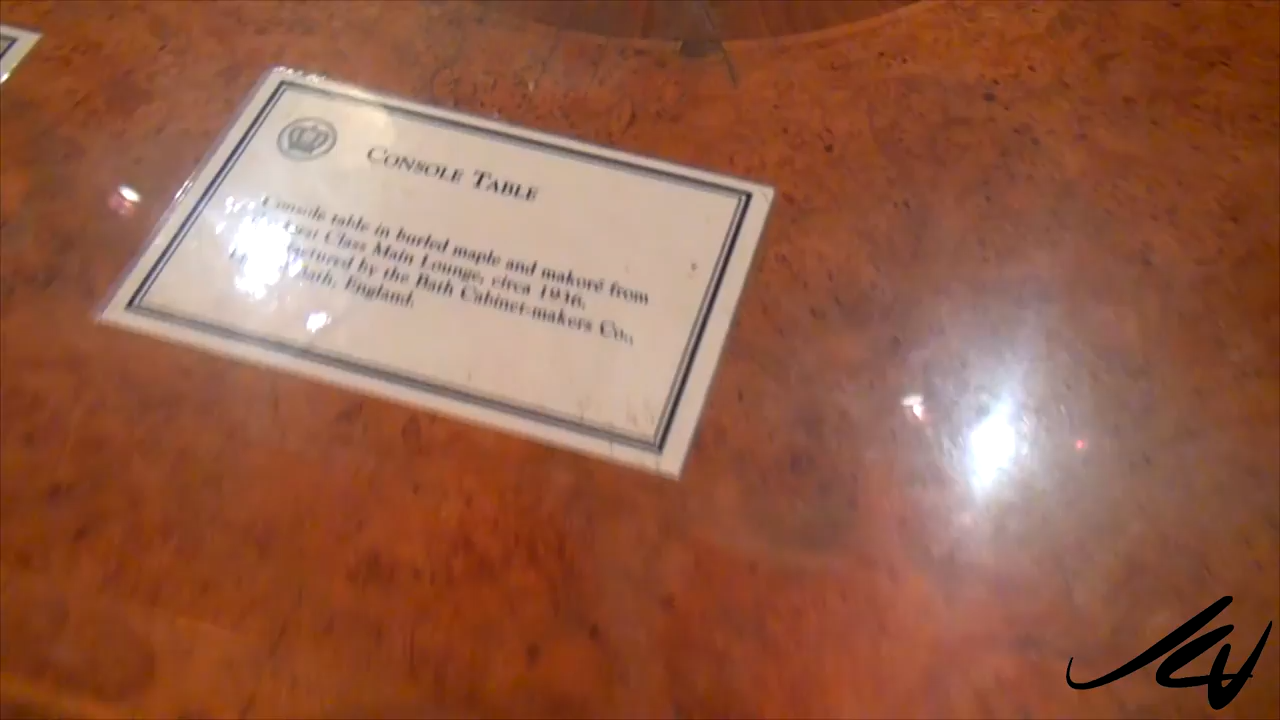 CONSOLE TABLE
Console table in burled maple and makoré from
Class Main Lounge, circa 1936.
by the Bath Cabinet-makers Co.,
Bath, England.